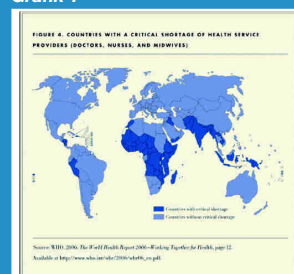 FIGURE 4. COUNTRIES WITH A CRITICAL SHORTAGE OF HEALTH SERVICE
PROVIDERS (DOCTORS, NURSES, AND MIDWIVES)
Countries with critical shortage
Countries without critical shortage
Source: WHO. 2006. The World Health Report 2006—Working Together for Health, page 12.
Available at http://www.who.int/whr/2006/whr06_en.pdf.